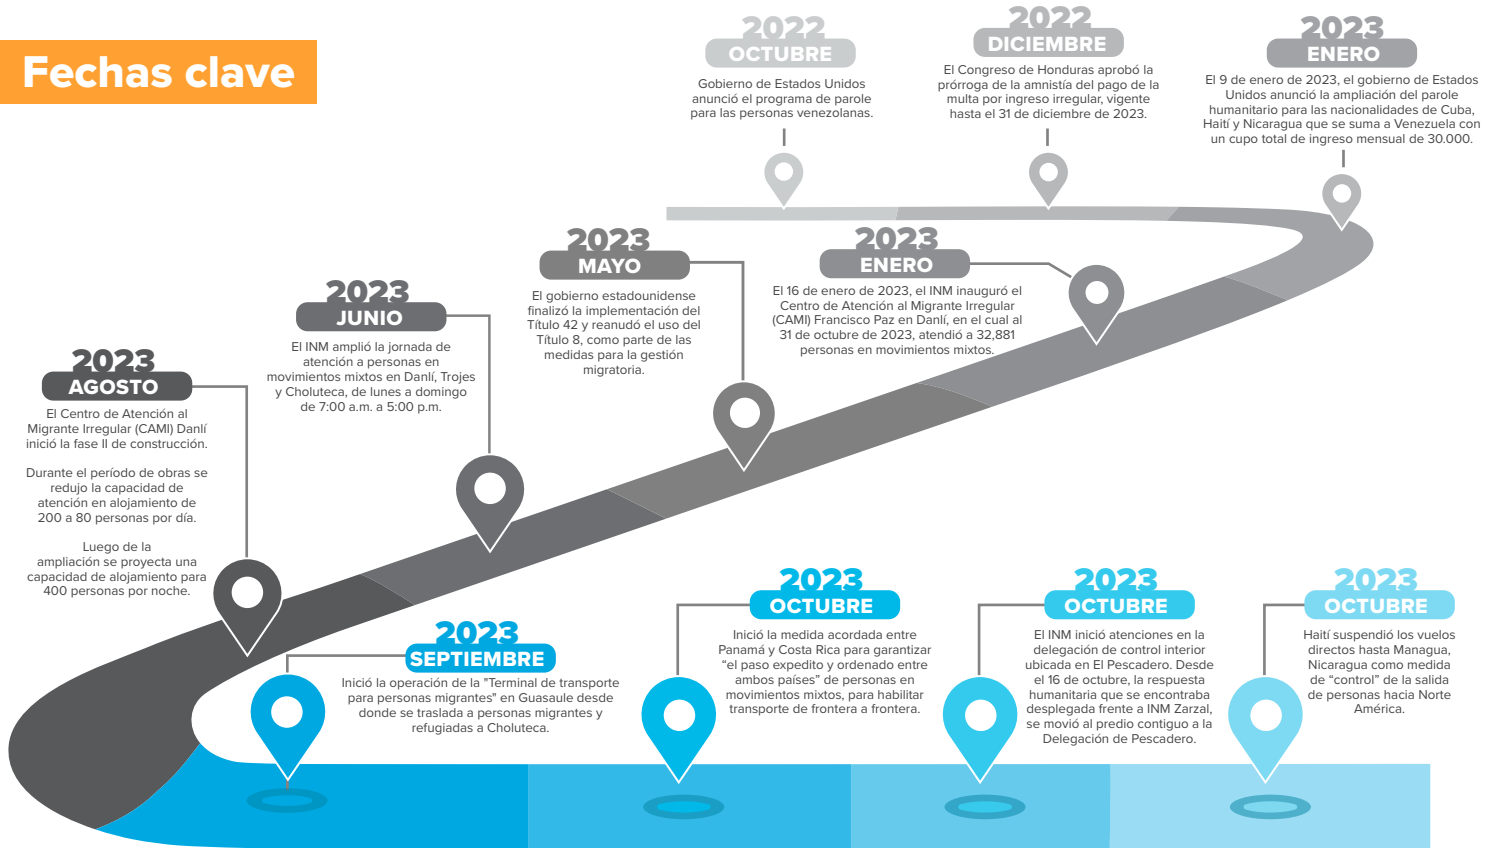 Fechas clave
2022
OCTUBRE
Gobierno de Estados Unidos
anunció el programa de parole
para las personas venezolanas.
2022
DICIEMBRE
El Congreso de Honduras aprobó la
prórroga de la amnistía del pago de la
multa por ingreso irregular, vigente
hasta el 31 de diciembre de 2023.
2023
ENERO
El 9 de enero de 2023, el gobierno de Estados
Unidos anunció la ampliación del parole
humanitario para las nacionalidades de Cuba,
Haití y Nicaragua que se suma a Venezuela con
un cupo total de ingreso mensual de 30.000.
2023
ENERO
El 16 de enero de 2023, el INM inauguró el
Centro de Atención al Migrante Irregular
(CAMI) Francisco Paz en Danlí, en el cual al
31 de octubre de 2023, atendió a 32,881
personas en movimientos mixtos.
2023
MAYO
El gobierno estadounidense
finalizó la implementación del
Título 42 y reanudó el uso del
Título 8, como parte de las
medidas para la gestión
migratoria.
2023
JUNIO
El INM amplió la jornada de
atención a personas en
movimientos mixtos en Danlí, Trojes
y Choluteca, de lunes a domingo
de 7:00 a.m. a 5:00 p.m.
2023
AGOSTO
El Centro de Atención al
Migrante Irregular (CAMI) Danlí
inició la fase II de construcción.
Durante el período de obras se
redujo la capacidad de
atención en alojamiento de
200 a 80 personas por día.
Luego de la
ampliación se proyecta una
capacidad de alojamiento para
400 personas por noche.
2023
SEPTIEMBRE
Inició la operación de la "Terminal de transporte
para personas migrantes" en Guasaule desde
donde se traslada a personas migrantes y
refugiadas a Choluteca.
2023
OCTUBRE
Inició la medida acordada entre
Panamá y Costa Rica para garantizar
“el paso expedito y ordenado entre
ambos países” de personas en
movimientos mixtos, para habilitar
transporte de frontera a frontera.
2023
OCTUBRE
El INM inició atenciones en la
delegación de control interior
ubicada en El Pescadero. Desde
el 16 de octubre, la respuesta
humanitaria que se encontraba
desplegada frente a INM Zarzal,
se movió al predio contiguo a la
Delegación de Pescadero.
2023
OCTUBRE
Haití suspendió los vuelos
directos hasta Managua,
Nicaragua como medida
de “control” de la salida
de personas hacia Norte
América.